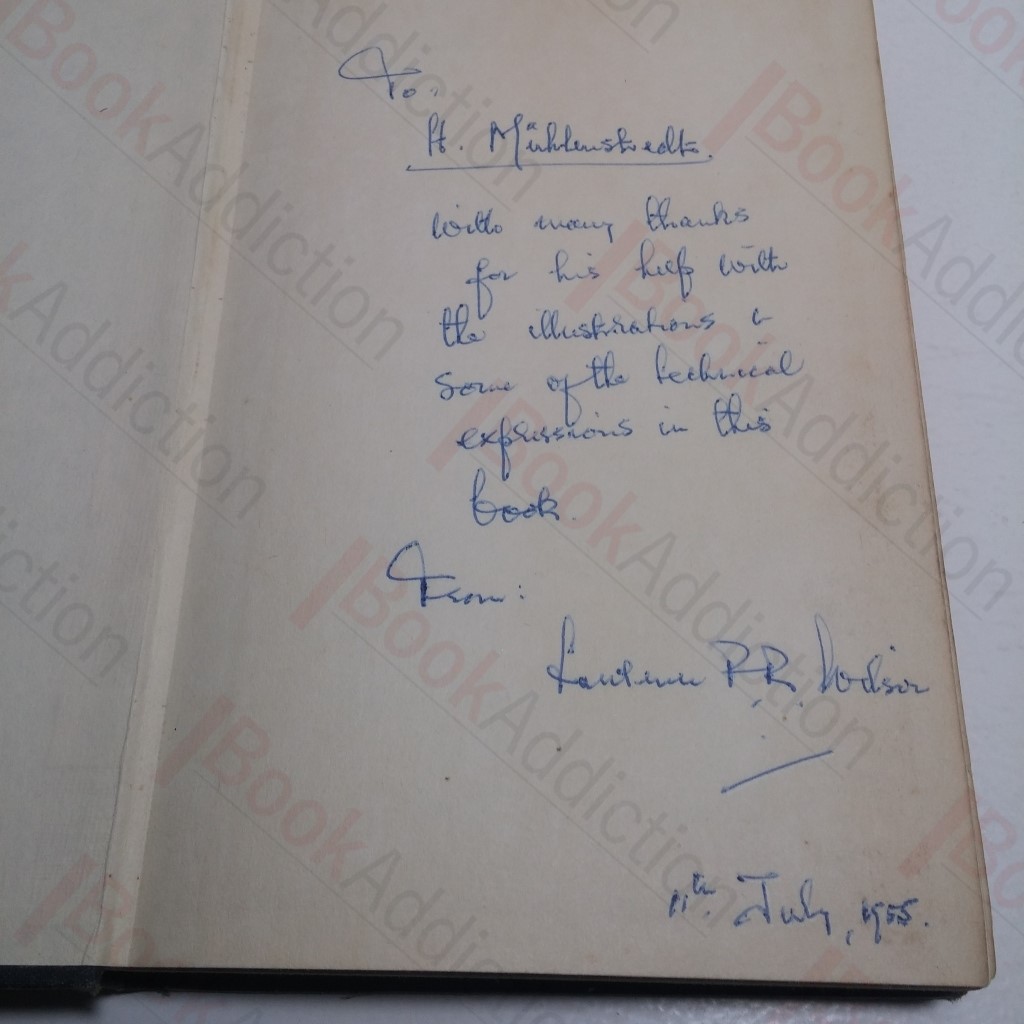 To:
H. Mühlenstedt.
with many thanks
for his help with
the illustrations &
some of the technical
expressions in this
book.
From:
R.R.
11th July, 1955.
BookAddiction